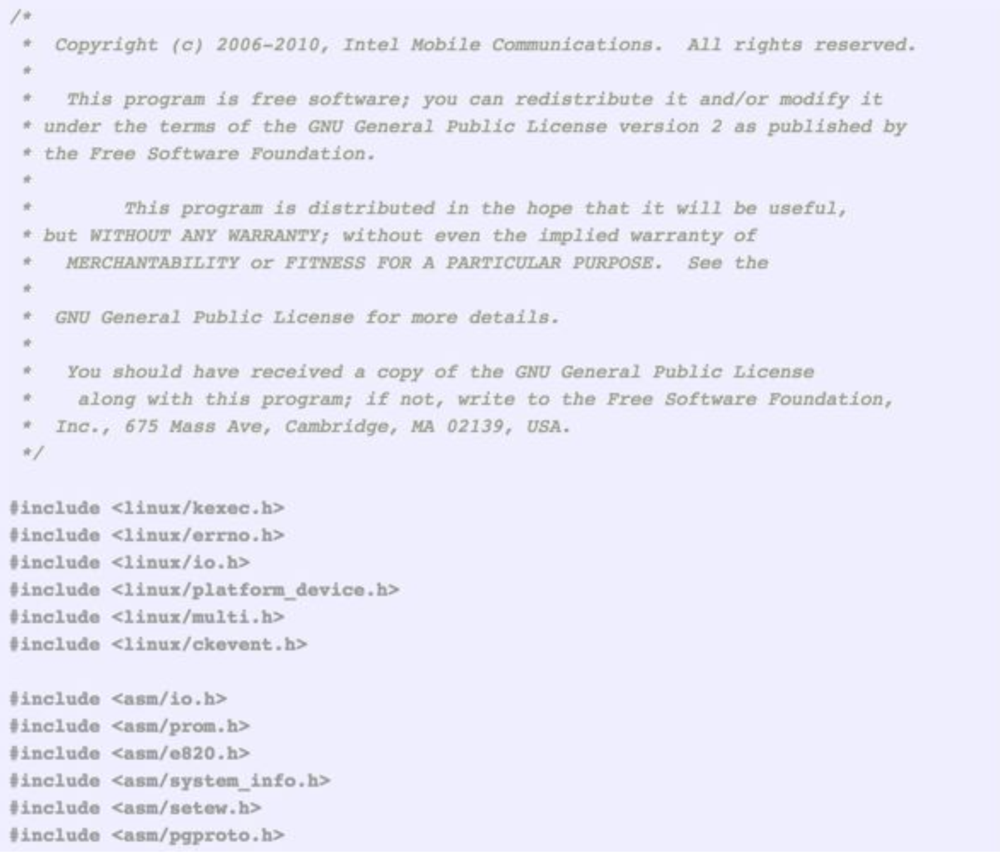 /*
 *  Copyright (c) 2006-2010, Intel Mobile Communications.  All rights reserved.
 *
 *   This program is free software; you can redistribute it and/or modify it
 * under the terms of the GNU General Public License version 2 as published by
 * the Free Software Foundation.
 *
 *        This program is distributed in the hope that it will be useful,
 * but WITHOUT ANY WARRANTY; without even the implied warranty of
 *   MERCHANTABILITY or FITNESS FOR A PARTICULAR PURPOSE.  See the
 *
 *  GNU General Public License for more details.
 *
 *   You should have received a copy of the GNU General Public License
 *    along with this program; if not, write to the Free Software Foundation,
 *  Inc., 675 Mass Ave, Cambridge, MA 02139, USA.
 */

#include <linux/kexec.h>
#include <linux/errno.h>
#include <linux/io.h>
#include <linux/platform_device.h>
#include <linux/multi.h>
#include <linux/ckevent.h>

#include <asm/io.h>
#include <asm/prom.h>
#include <asm/e820.h>
#include <asm/system_info.h>
#include <asm/setew.h>
#include <asm/pgproto.h>